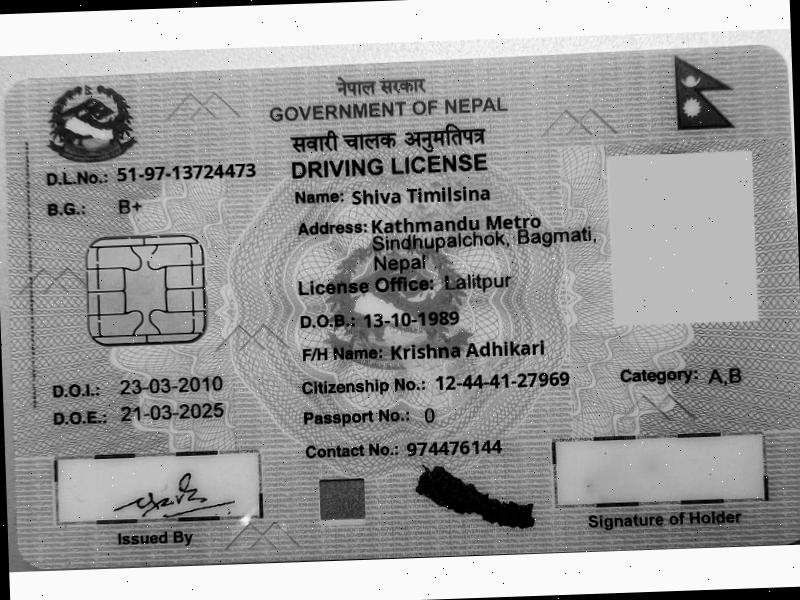 नेपाल सरकार
GOVERNMENT OF NEPAL
सवारी चालक अनुमतिपत्र
DRIVING LICENSE
D.L.No.: 51-97-13724473
B.G.: B+
Name: Shiva Timilsina
Address: Kathmandu Metro
Sindhupalchok, Bagmati,
Nepal
License Office: Lalitpur
D.O.B.: 13-10-1989
F/H Name: Krishna Adhikari
D.O.I.: 23-03-2010
Citizenship No.: 12-44-41-27969
Category: A,B
D.O.E.: 21-03-2025
Passport No.: 0
Contact No.: 974476144
Issued By
Signature of Holder